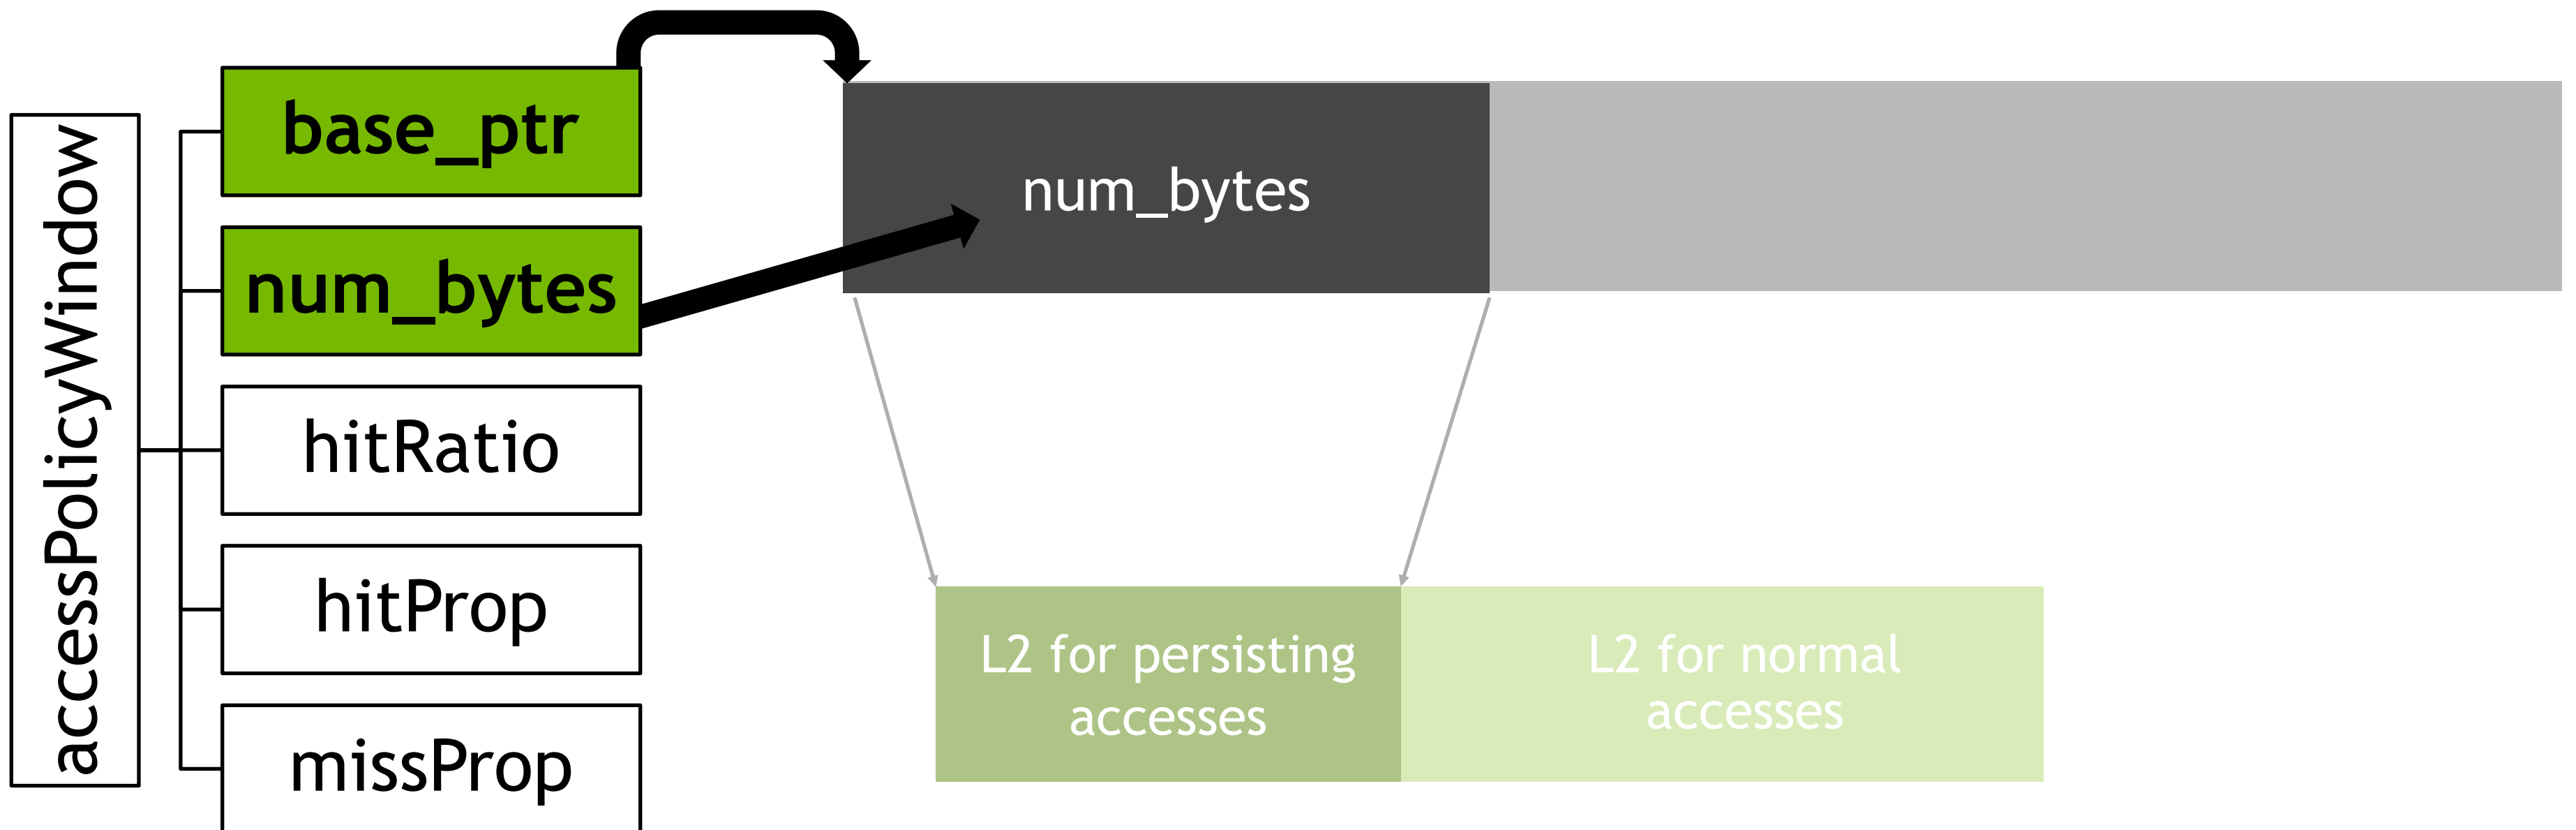 accessPolicyWindow
base_ptr
num_bytes
hitRatio
hitProp
missProp
num_bytes
L2 for persisting
accesses
L2 for normal
accesses